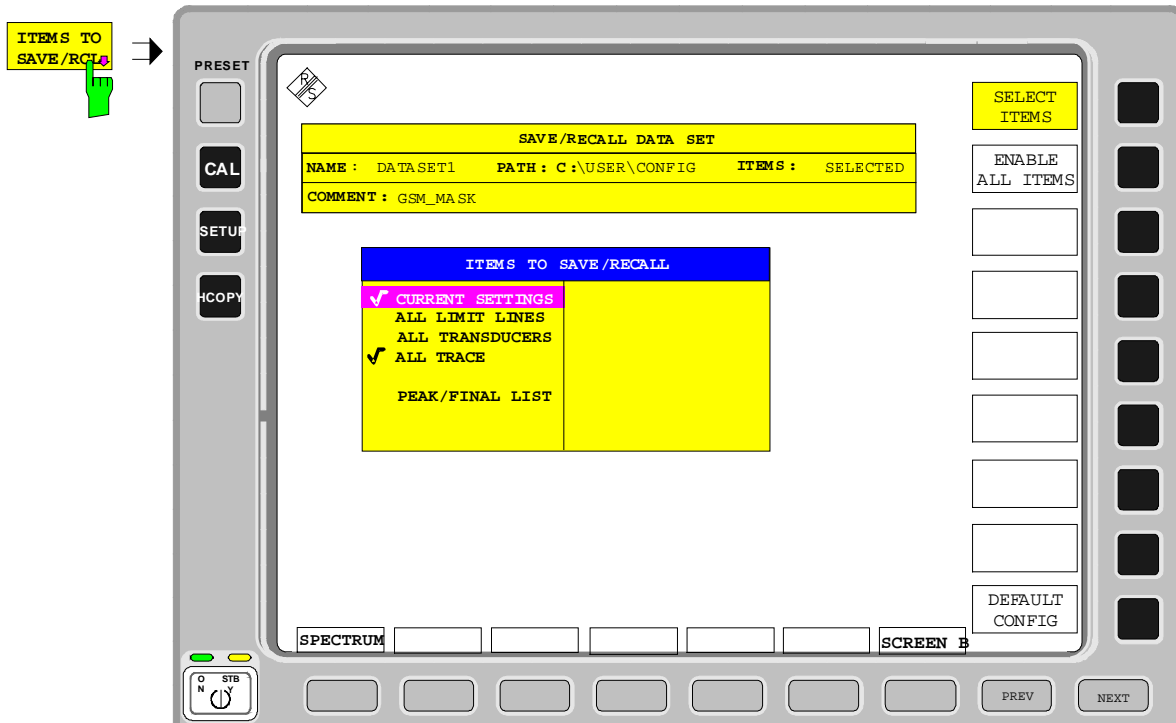 ITEMS TO
SAVE/RCL
PRESET
CAL
SETUP
HCOPY
R
S
SAVE/RECALL DATA SET
NAME: DATASET1 PATH: C:\USER\CONFIG ITEMS: SELECTED
COMMENT: GSM_MASK
ITEMS TO SAVE/RECALL
√ CURRENT SETTINGS
ALL LIMIT LINES
ALL TRANSDUCERS
√ ALL TRACE
PEAK/FINAL LIST
SELECT
ITEMS
ENABLE
ALL ITEMS
DEFAULT
CONFIG
SPECTRUM
SCREEN B
ON STBY
PREV
NEXT